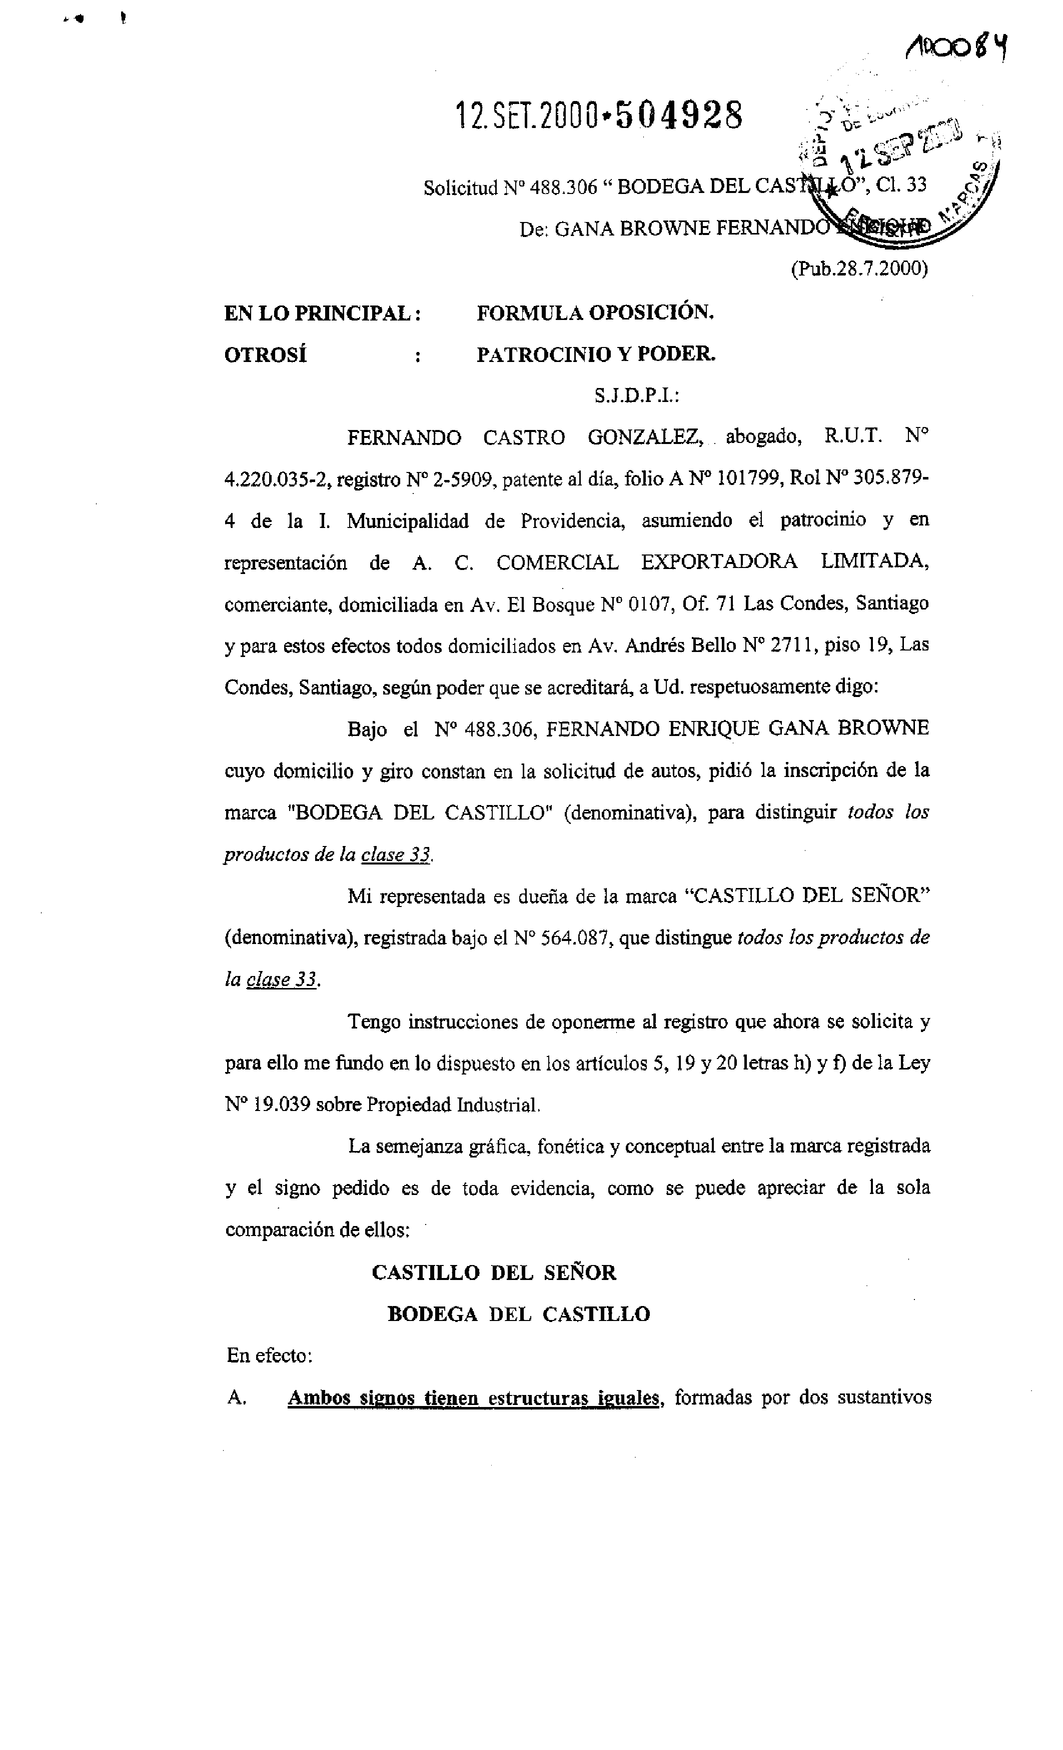 100084
12.SET.2000*504928
12 SEP 2000
MARCAS
Solicitud Nº 488.306 “ BODEGA DEL CASTILLO”, Cl. 33
De: GANA BROWNE FERNANDO ENRIQUE
(Pub.28.7.2000)
EN LO PRINCIPAL : FORMULA OPOSICIÓN.
OTROSÍ : PATROCINIO Y PODER.
S.J.D.P.I.:
FERNANDO CASTRO GONZALEZ, abogado, R.U.T. Nº
4.220.035-2, registro Nº 2-5909, patente al día, folio A Nº 101799, Rol Nº 305.879-
4 de la I. Municipalidad de Providencia, asumiendo el patrocinio y en
representación de A. C. COMERCIAL EXPORTADORA LIMITADA,
comerciante, domiciliada en Av. El Bosque Nº 0107, Of. 71 Las Condes, Santiago
y para estos efectos todos domiciliados en Av. Andrés Bello Nº 2711, piso 19, Las
Condes, Santiago, según poder que se acreditará, a Ud. respetuosamente digo:
Bajo el Nº 488.306, FERNANDO ENRIQUE GANA BROWNE
cuyo domicilio y giro constan en la solicitud de autos, pidió la inscripción de la
marca "BODEGA DEL CASTILLO" (denominativa), para distinguir todos los
productos de la clase 33.
Mi representada es dueña de la marca “CASTILLO DEL SEÑOR”
(denominativa), registrada bajo el Nº 564.087, que distingue todos los productos de
la clase 33.
Tengo instrucciones de oponerme al registro que ahora se solicita y
para ello me fundo en lo dispuesto en los artículos 5, 19 y 20 letras h) y f) de la Ley
Nº 19.039 sobre Propiedad Industrial.
La semejanza gráfica, fonética y conceptual entre la marca registrada
y el signo pedido es de toda evidencia, como se puede apreciar de la sola
comparación de ellos:
CASTILLO DEL SEÑOR
BODEGA DEL CASTILLO
En efecto:
A. Ambos signos tienen estructuras iguales, formadas por dos sustantivos